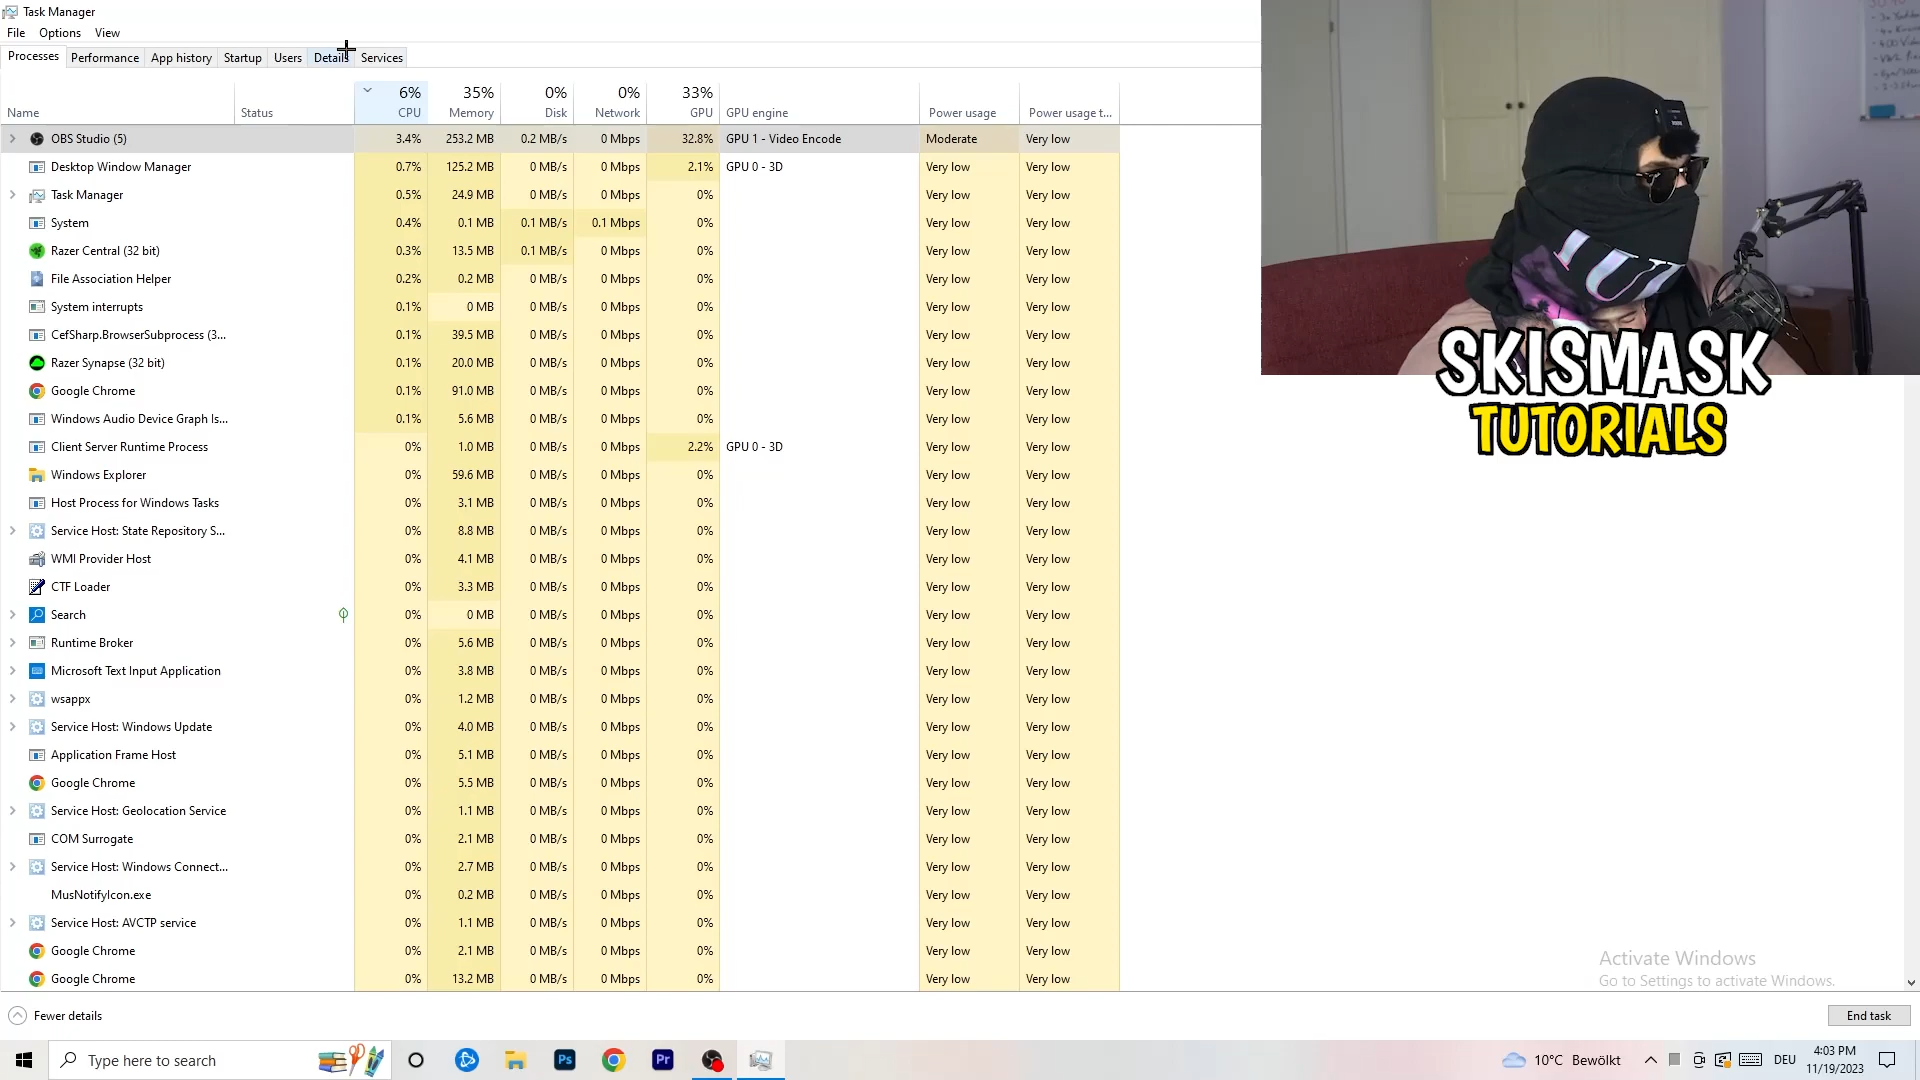 Task Manager
File Options View
Processes Performance App history Startup Users Details Services
6% 35% 0% 0% 33%
Name Status CPU Memory Disk Network GPU GPU engine Power usage Power usage t...
OBS Studio (5) 3.4% 253.2 MB 0.2 MB/s 0 Mbps 32.8% GPU 1 - Video Encode Moderate Very low
Desktop Window Manager 0.7% 125.2 MB 0 MB/s 0 Mbps 2.1% GPU 0 - 3D Very low Very low
Task Manager 0.5% 24.9 MB 0 MB/s 0 Mbps 0% Very low Very low
System 0.4% 0.1 MB 0.1 MB/s 0.1 Mbps 0% Very low Very low
Razer Central (32 bit) 0.3% 13.5 MB 0.1 MB/s 0 Mbps 0% Very low Very low
File Association Helper 0.2% 0.2 MB 0 MB/s 0 Mbps 0% Very low Very low
System interrupts 0.1% 0 MB 0 MB/s 0 Mbps 0% Very low Very low
CefSharp.BrowserSubprocess (3... 0.1% 39.5 MB 0 MB/s 0 Mbps 0% Very low Very low
Razer Synapse (32 bit) 0.1% 20.0 MB 0 MB/s 0 Mbps 0% Very low Very low
Google Chrome 0.1% 91.0 MB 0 MB/s 0 Mbps 0% Very low Very low
Windows Audio Device Graph Is... 0.1% 5.6 MB 0 MB/s 0 Mbps 0% Very low Very low
Client Server Runtime Process 0% 1.0 MB 0 MB/s 0 Mbps 2.2% GPU 0 - 3D Very low Very low
Windows Explorer 0% 59.6 MB 0 MB/s 0 Mbps 0% Very low Very low
Host Process for Windows Tasks 0% 3.1 MB 0 MB/s 0 Mbps 0% Very low Very low
Service Host: State Repository S... 0% 8.8 MB 0 MB/s 0 Mbps 0% Very low Very low
WMI Provider Host 0% 4.1 MB 0 MB/s 0 Mbps 0% Very low Very low
CTF Loader 0% 3.3 MB 0 MB/s 0 Mbps 0% Very low Very low
Search 0% 0 MB 0 MB/s 0 Mbps 0% Very low Very low
Runtime Broker 0% 5.6 MB 0 MB/s 0 Mbps 0% Very low Very low
Microsoft Text Input Application 0% 3.8 MB 0 MB/s 0 Mbps 0% Very low Very low
wsappx 0% 1.2 MB 0 MB/s 0 Mbps 0% Very low Very low
Service Host: Windows Update 0% 4.0 MB 0 MB/s 0 Mbps 0% Very low Very low
Application Frame Host 0% 5.1 MB 0 MB/s 0 Mbps 0% Very low Very low
Google Chrome 0% 5.5 MB 0 MB/s 0 Mbps 0% Very low Very low
Service Host: Geolocation Service 0% 1.1 MB 0 MB/s 0 Mbps 0% Very low Very low
COM Surrogate 0% 2.1 MB 0 MB/s 0 Mbps 0% Very low Very low
Service Host: Windows Connect... 0% 2.7 MB 0 MB/s 0 Mbps 0% Very low Very low
MusNotifyIcon.exe 0% 0.2 MB 0 MB/s 0 Mbps 0% Very low Very low
Service Host: AVCTP service 0% 1.1 MB 0 MB/s 0 Mbps 0% Very low Very low
Google Chrome 0% 2.1 MB 0 MB/s 0 Mbps 0% Very low Very low
Google Chrome 0% 13.2 MB 0 MB/s 0 Mbps 0% Very low Very low
SKISMASK
TUTORIALS
Activate Windows
Go to Settings to activate Windows.
Fewer details
End task
Type here to search
Ps
Pr
10°C Bewölkt
DEU
4:03 PM
11/19/2023